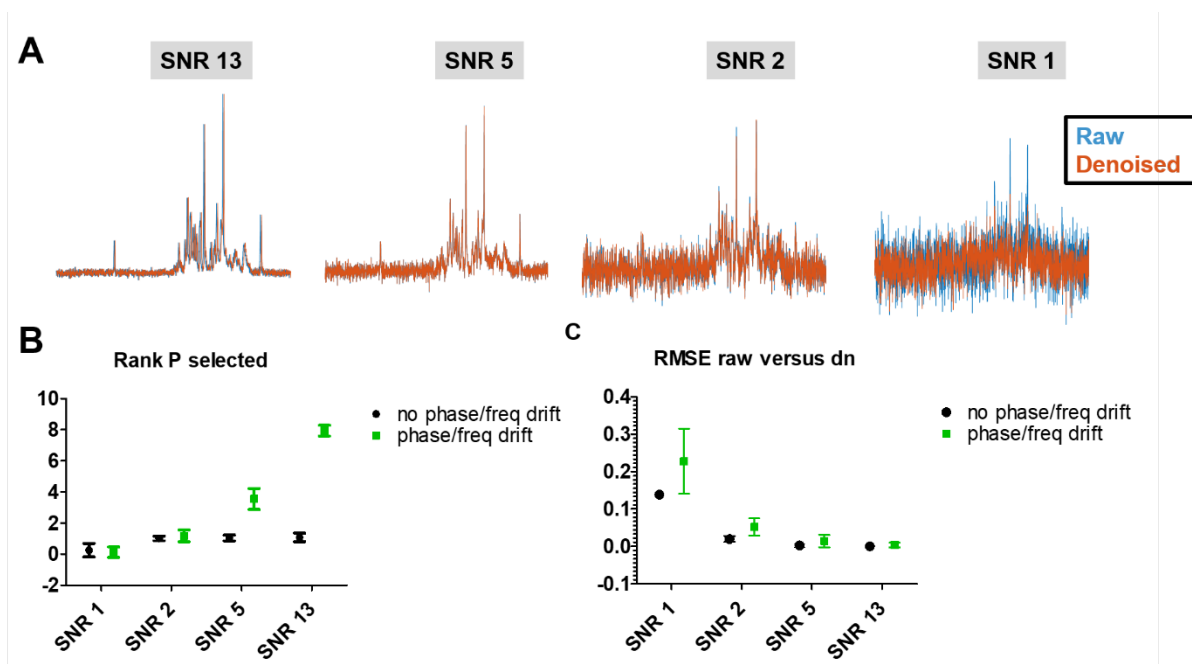 A
SNR 13
SNR 5
SNR 2
SNR 1
Raw
Denoised
B
Rank P selected
10
8
6
4
2
0
-2
SNR 1
SNR 2
SNR 5
SNR 13
no phase/freq drift
phase/freq drift
C
RMSE raw versus dn
0.4
0.3
0.2
0.1
0.0
-0.1
SNR 1
SNR 2
SNR 5
SNR 13
no phase/freq drift
phase/freq drift